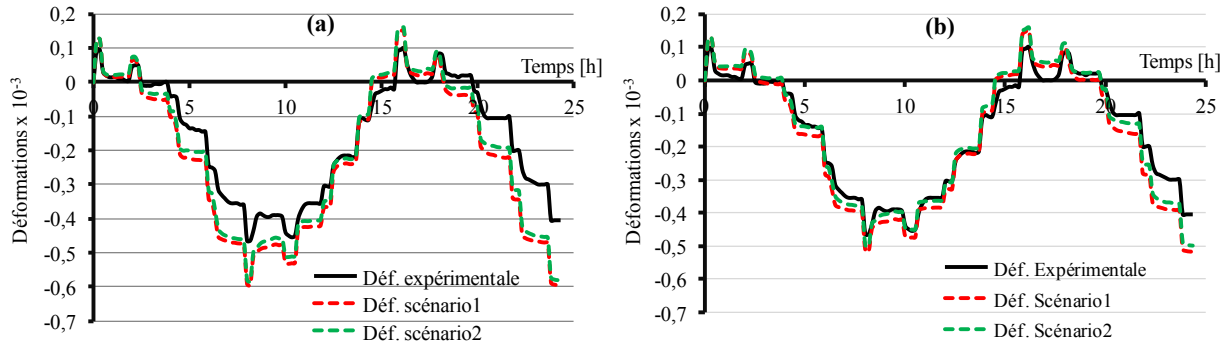 (a)
0,2
0,1
0
-0,1
-0,2
-0,3
-0,4
-0,5
-0,6
-0,7
Déformations x 10⁻³
Temps [h]
0
5
10
15
20
25
Déf. expérimentale
Déf. scénario1
Déf. scénario2
(b)
0,2
0,1
0
-0,1
-0,2
-0,3
-0,4
-0,5
-0,6
-0,7
Déformations x 10⁻³
Temps [h]
0
5
10
15
20
25
Déf. Expérimentale
Déf. Scénario1
Déf. Scénario2